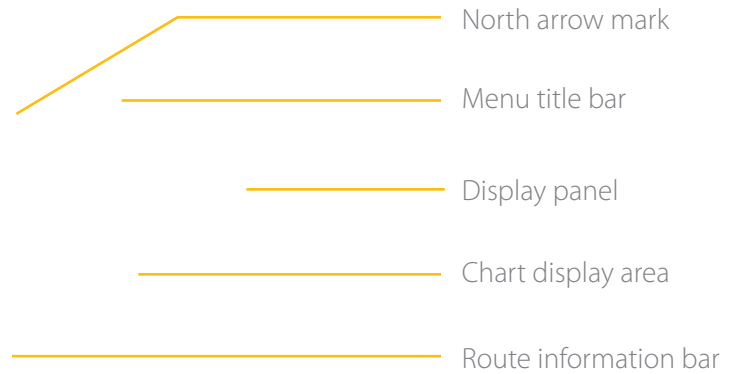 North arrow mark
Menu title bar
Display panel
Chart display area
Route information bar